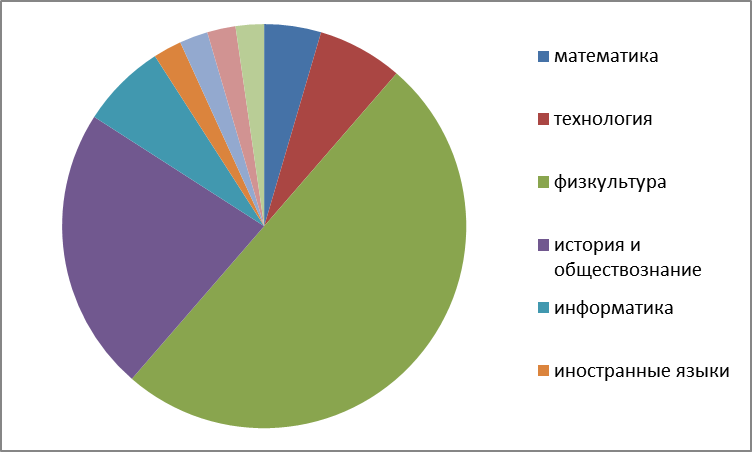 математика
технология
физкультура
история и
обществознание
информатика
иностранные языки